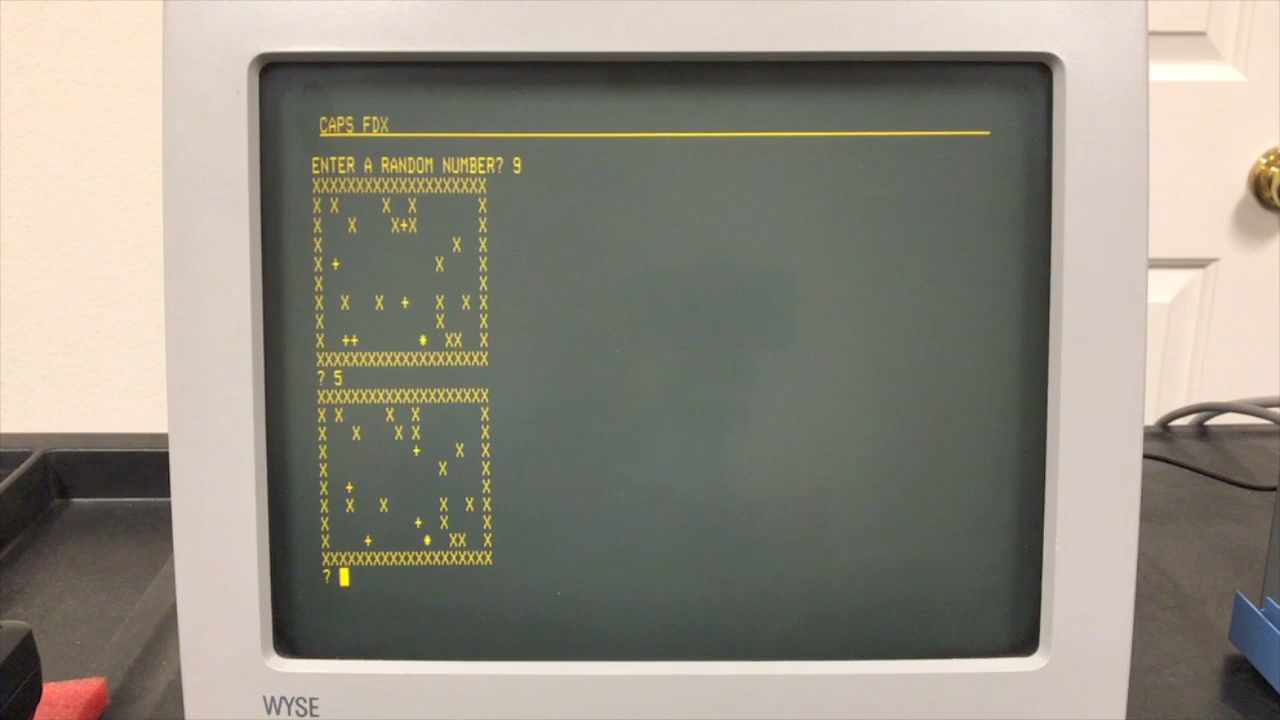 CAPS FDX
ENTER A RANDOM NUMBER? 9
XXXXXXXXXXXXXXXXXXXX
X X     X  X       X
X   X    X+X       X
X               X  X
X +           X    X
X                  X
X  X   X  +   X  X X
X             X    X
X  ++       *  XX  X
XXXXXXXXXXXXXXXXXXXX
? 5
XXXXXXXXXXXXXXXXXXXX
X X     X  X       X
X   X    X X       X
X          +    X  X
X             X    X
X  +               X
X  X   X      X  X X
X          +  X    X
X    +      *  XX  X
XXXXXXXXXXXXXXXXXXXX
?
WYSE